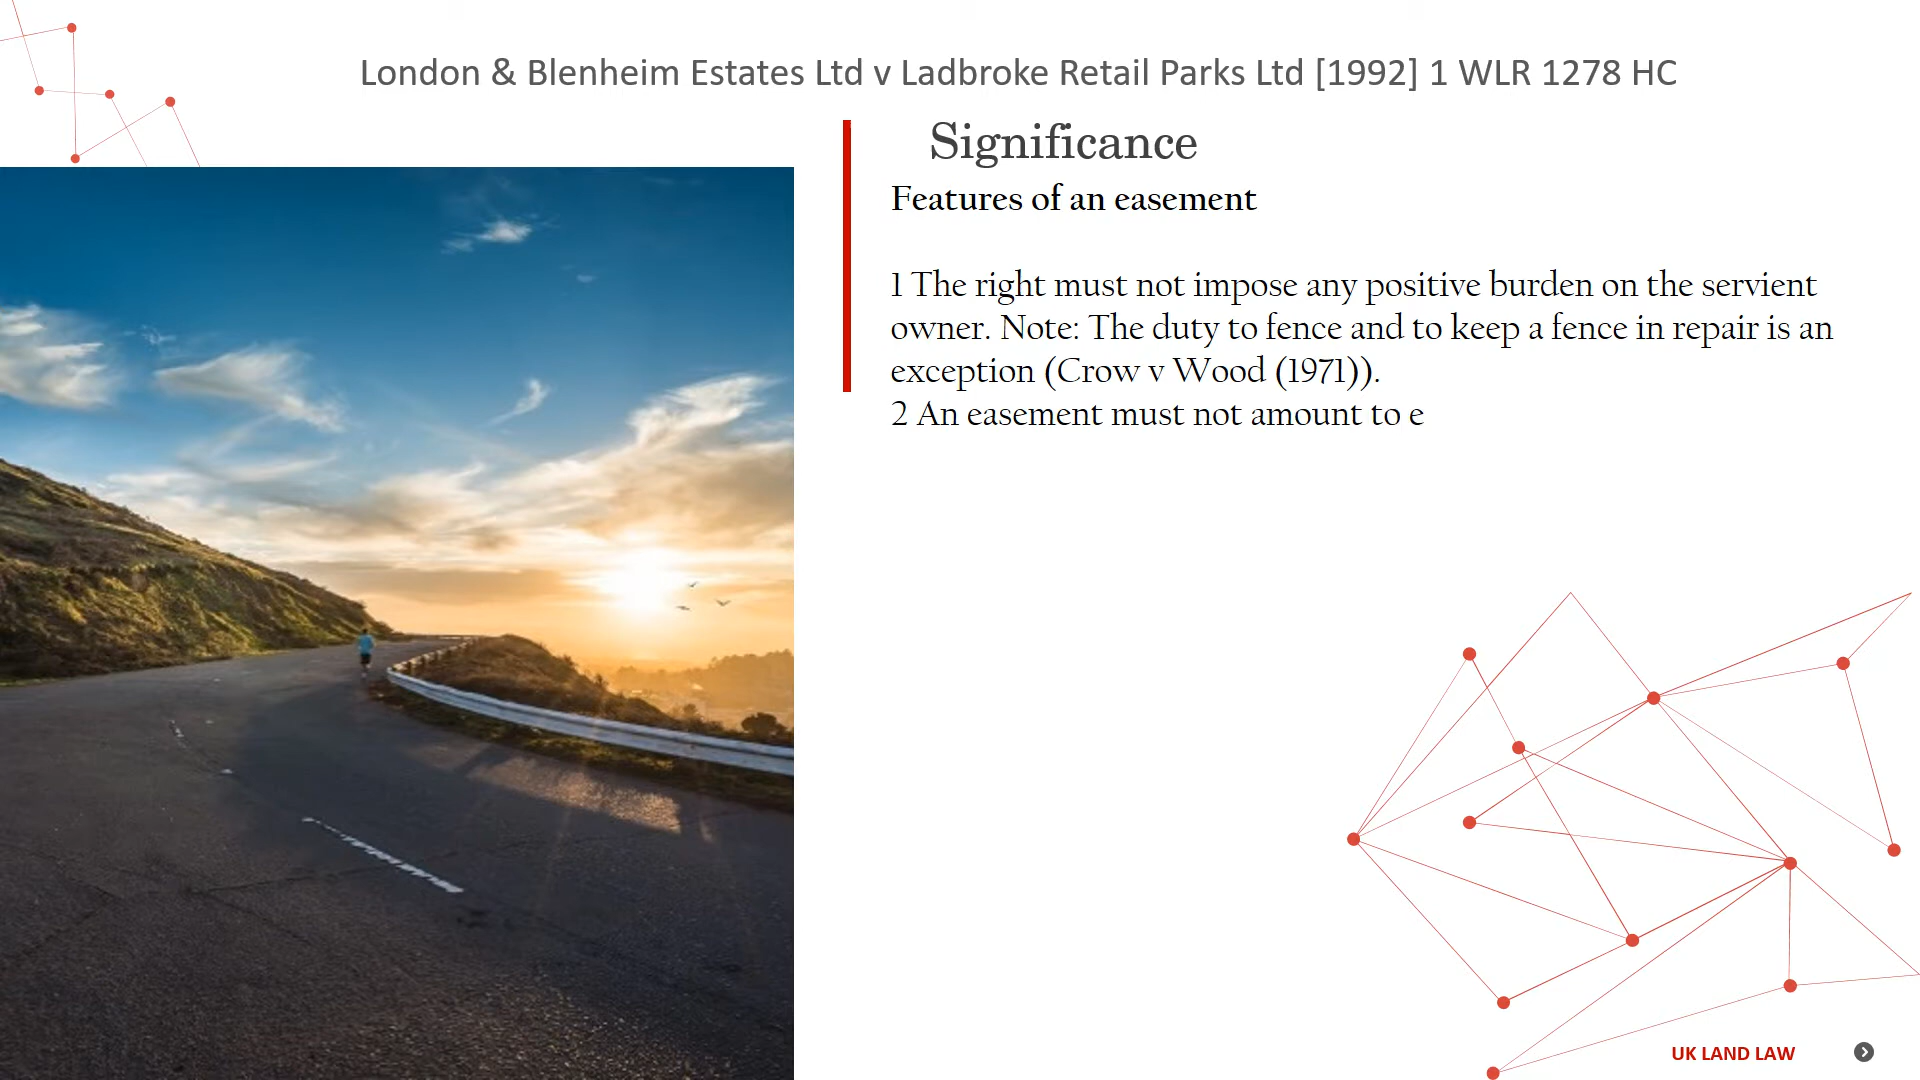 London & Blenheim Estates Ltd v Ladbroke Retail Parks Ltd [1992] 1 WLR 1278 HC
Significance
Features of an easement
1 The right must not impose any positive burden on the servient
owner. Note: The duty to fence and to keep a fence in repair is an
exception (Crow v Wood (1971)).
2 An easement must not amount to e
UK LAND LAW